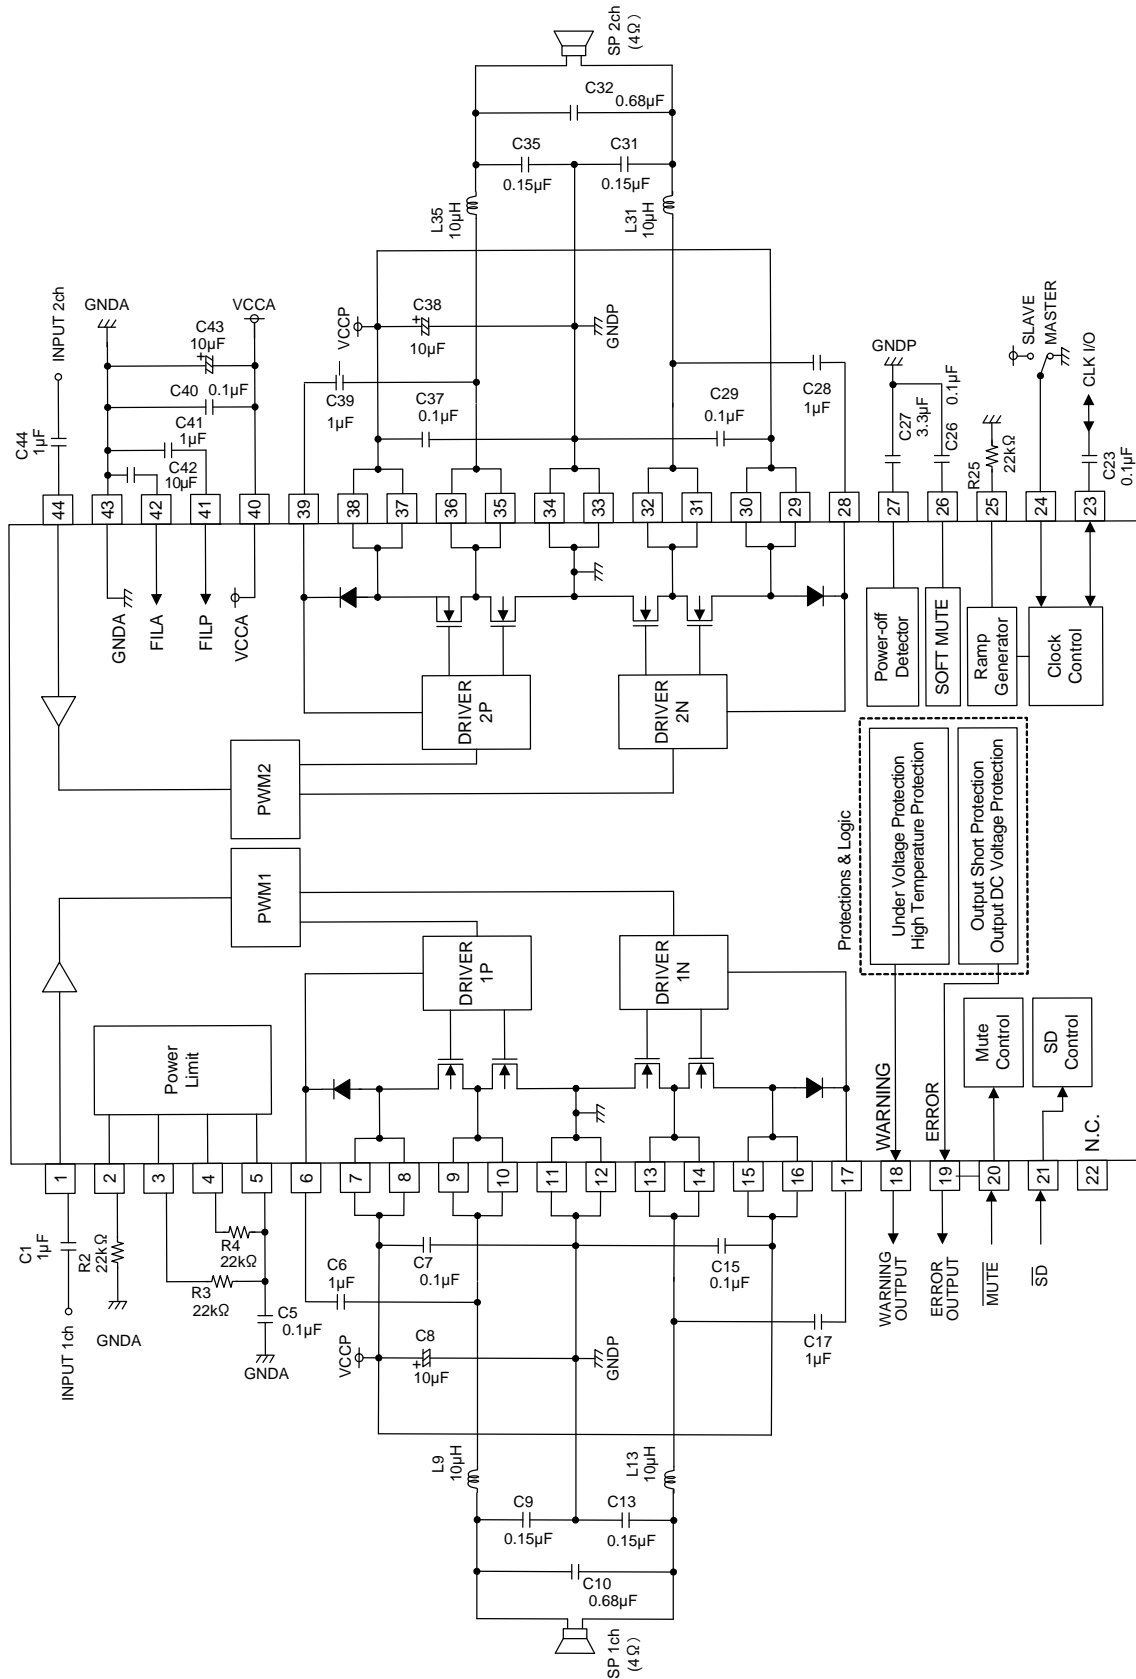 SP 2ch
(4Ω)
C32
0.68μF
C35
0.15μF
C31
0.15μF
L35
10μH
L31
10μH
INPUT 2ch
GNDA
VCCA
C44
1μF
C43
10μF
C40
0.1μF
C41
1μF
C42
10μF
VCCP
C38
10μF
GNDP
C39
1μF
C37
0.1μF
C29
0.1μF
C28
1μF
GNDP
C27
3.3μF
C26
0.1μF
R25
22kΩ
SLAVE
MASTER
CLK I/O
C23
0.1μF
44
43
42
41
40
39
38
37
36
35
34
33
32
31
30
29
28
27
26
25
24
23
GNDA
FILA
FILP
VCCA
DRIVER
2P
DRIVER
2N
Power-off
Detector
SOFT MUTE
Ramp
Generator
Clock
Control
PWM2
PWM1
Protections & Logic
Under Voltage Protection
High Temperature Protection
Output Short Protection
Output DC Voltage Protection
DRIVER
1P
DRIVER
1N
Power
Limit
Mute
Control
SD
Control
WARNING
ERROR
N.C.
1
2
3
4
5
6
7
8
9
10
11
12
13
14
15
16
17
18
19
20
21
22
C1
1μF
R2
22kΩ
R4
22kΩ
R3
22kΩ
C5
0.1μF
INPUT 1ch
GNDA
GNDA
C6
1μF
C7
0.1μF
C15
0.1μF
C17
1μF
VCCP
C8
10μF
GNDP
WARNING
OUTPUT
ERROR
OUTPUT
MUTE
SD
L9
10μH
L13
10μH
C9
0.15μF
C13
0.15μF
C10
0.68μF
SP 1ch
(4Ω)